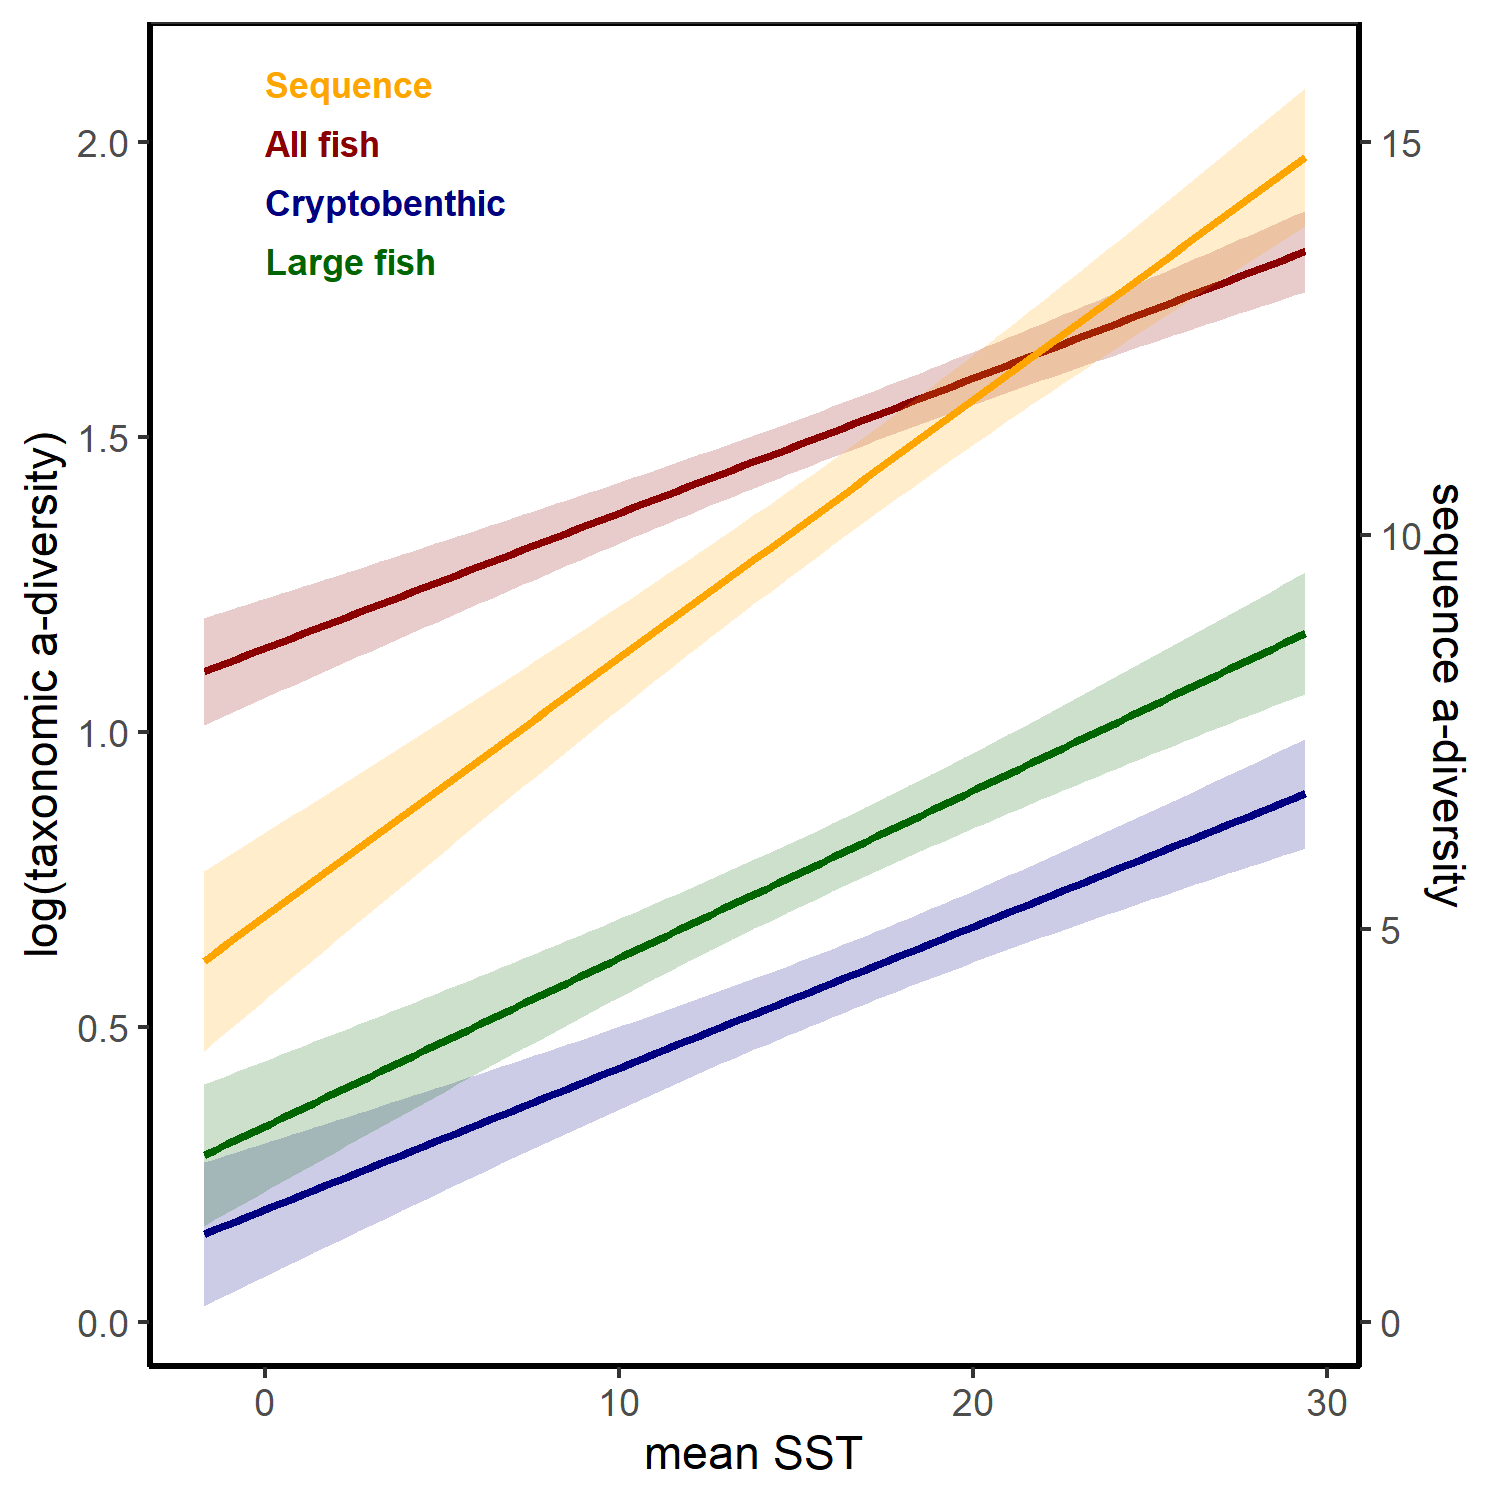 Sequence
All fish
Cryptobenthic
Large fish
log(taxonomic a-diversity)
2.0
1.5
1.0
0.5
0.0
15
10
5
0
sequence a-diversity
0
10
20
30
mean SST